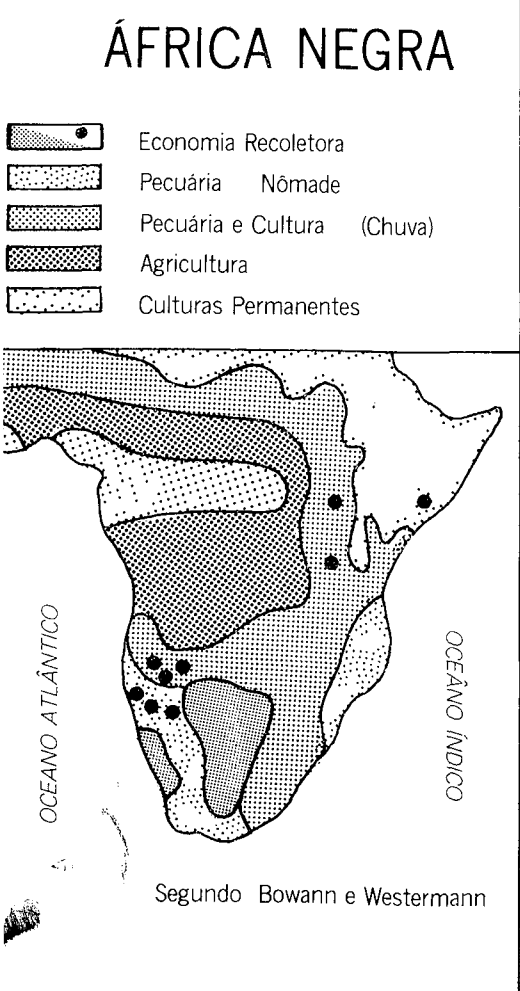 ÁFRICA NEGRA
Economia Recoletora
Pecuária Nômade
Pecuária e Cultura (Chuva)
Agricultura
Culturas Permanentes
OCEANO ATLÂNTICO
OCEÂNO ÍNDICO
Segundo Bowann e Westermann